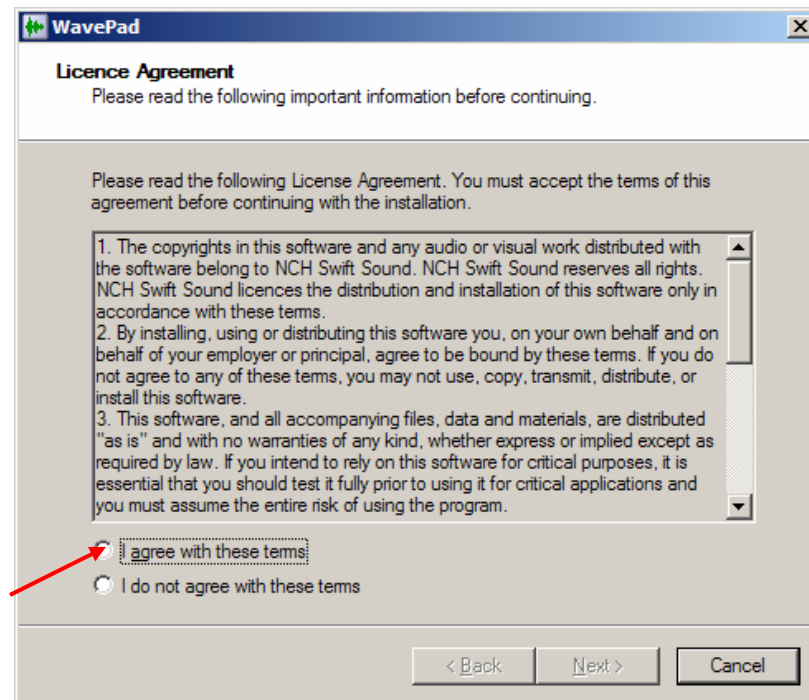 WavePad
Licence Agreement
Please read the following important information before continuing.
Please read the following License Agreement. You must accept the terms of this
agreement before continuing with the installation.
1. The copyrights in this software and any audio or visual work distributed with
the software belong to NCH Swift Sound. NCH Swift Sound reserves all rights.
NCH Swift Sound licences the distribution and installation of this software only in
accordance with these terms.
2. By installing, using or distributing this software you, on your own behalf and on
behalf of your employer or principal, agree to be bound by these terms. If you do
not agree to any of these terms, you may not use, copy, transmit, distribute, or
install this software.
3. This software, and all accompanying files, data and materials, are distributed
"as is" and with no warranties of any kind, whether express or implied except as
required by law. If you intend to rely on this software for critical purposes, it is
essential that you should test it fully prior to using it for critical applications and
you must assume the entire risk of using the program.
I agree with these terms
I do not agree with these terms
< Back Next > Cancel